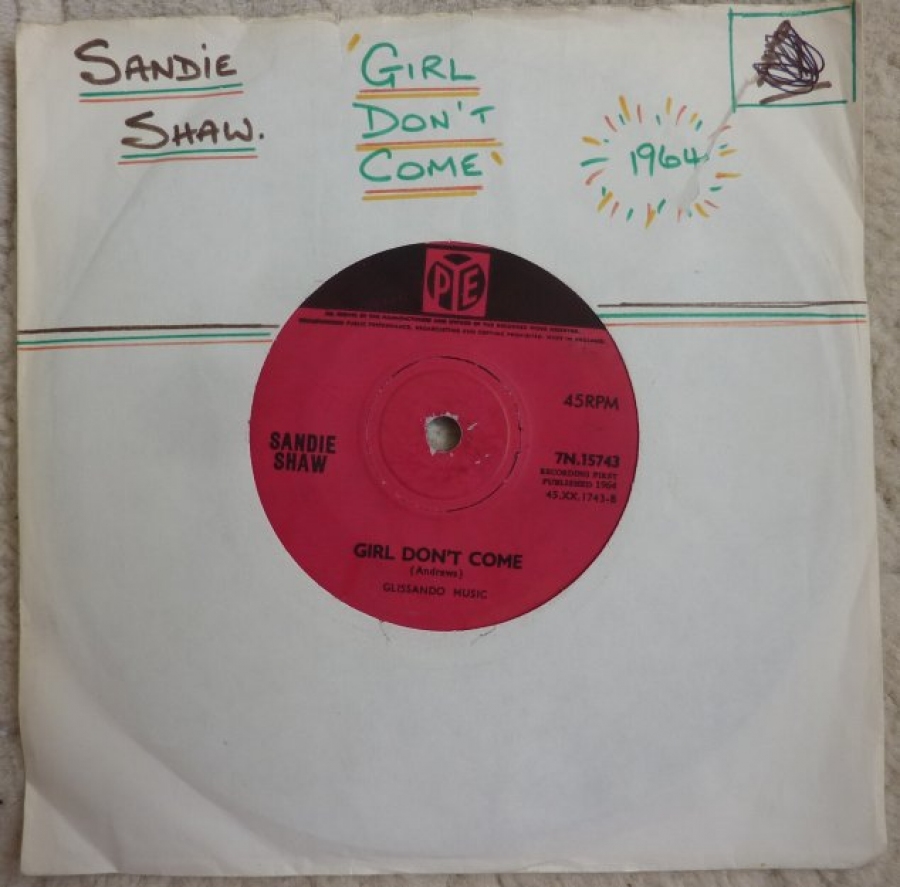 SANDIE
SHAW.
'GIRL
DON'T
COME'
1964
PYE
45RPM
SANDIE
SHAW
7N.15743
RECORDING FIRST
PUBLISHED 1964
45.XX.1743-B
GIRL DON'T COME
(Andrews)
GLISSANDO MUSIC